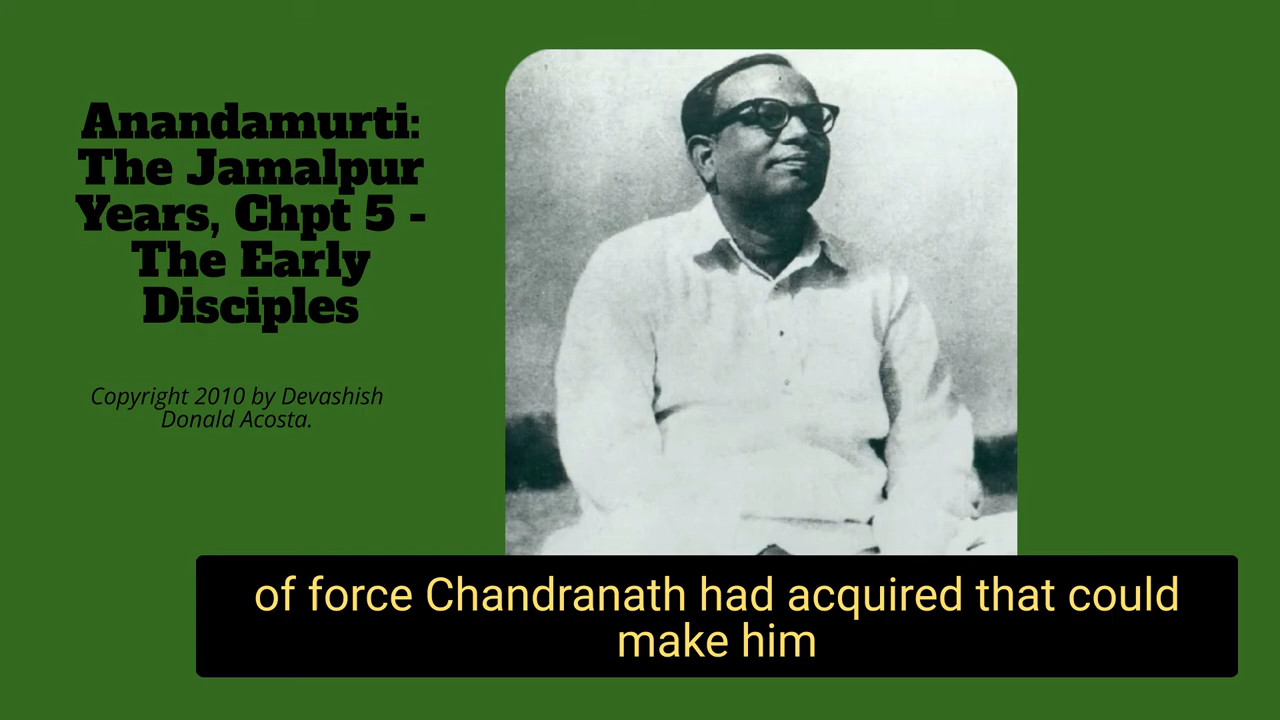 Anandamurti:
The Jamalpur
Years, Chpt 5 -
The Early
Disciples
Copyright 2010 by Devashish
Donald Acosta.
of force Chandranath had acquired that could
make him